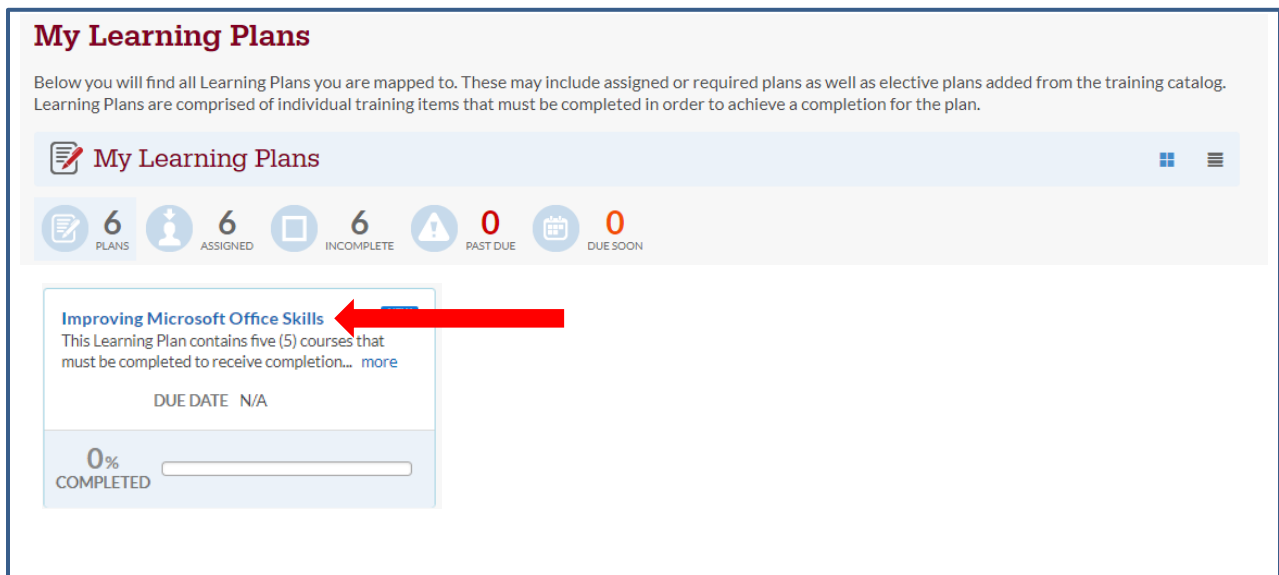 My Learning Plans
Below you will find all Learning Plans you are mapped to. These may include assigned or required plans as well as elective plans added from the training catalog.
Learning Plans are comprised of individual training items that must be completed in order to achieve a completion for the plan.
My Learning Plans
6 PLANS
6 ASSIGNED
6 INCOMPLETE
0 PAST DUE
0 DUE SOON
Improving Microsoft Office Skills
This Learning Plan contains five (5) courses that
must be completed to receive completion... more
DUE DATE N/A
0%
COMPLETED